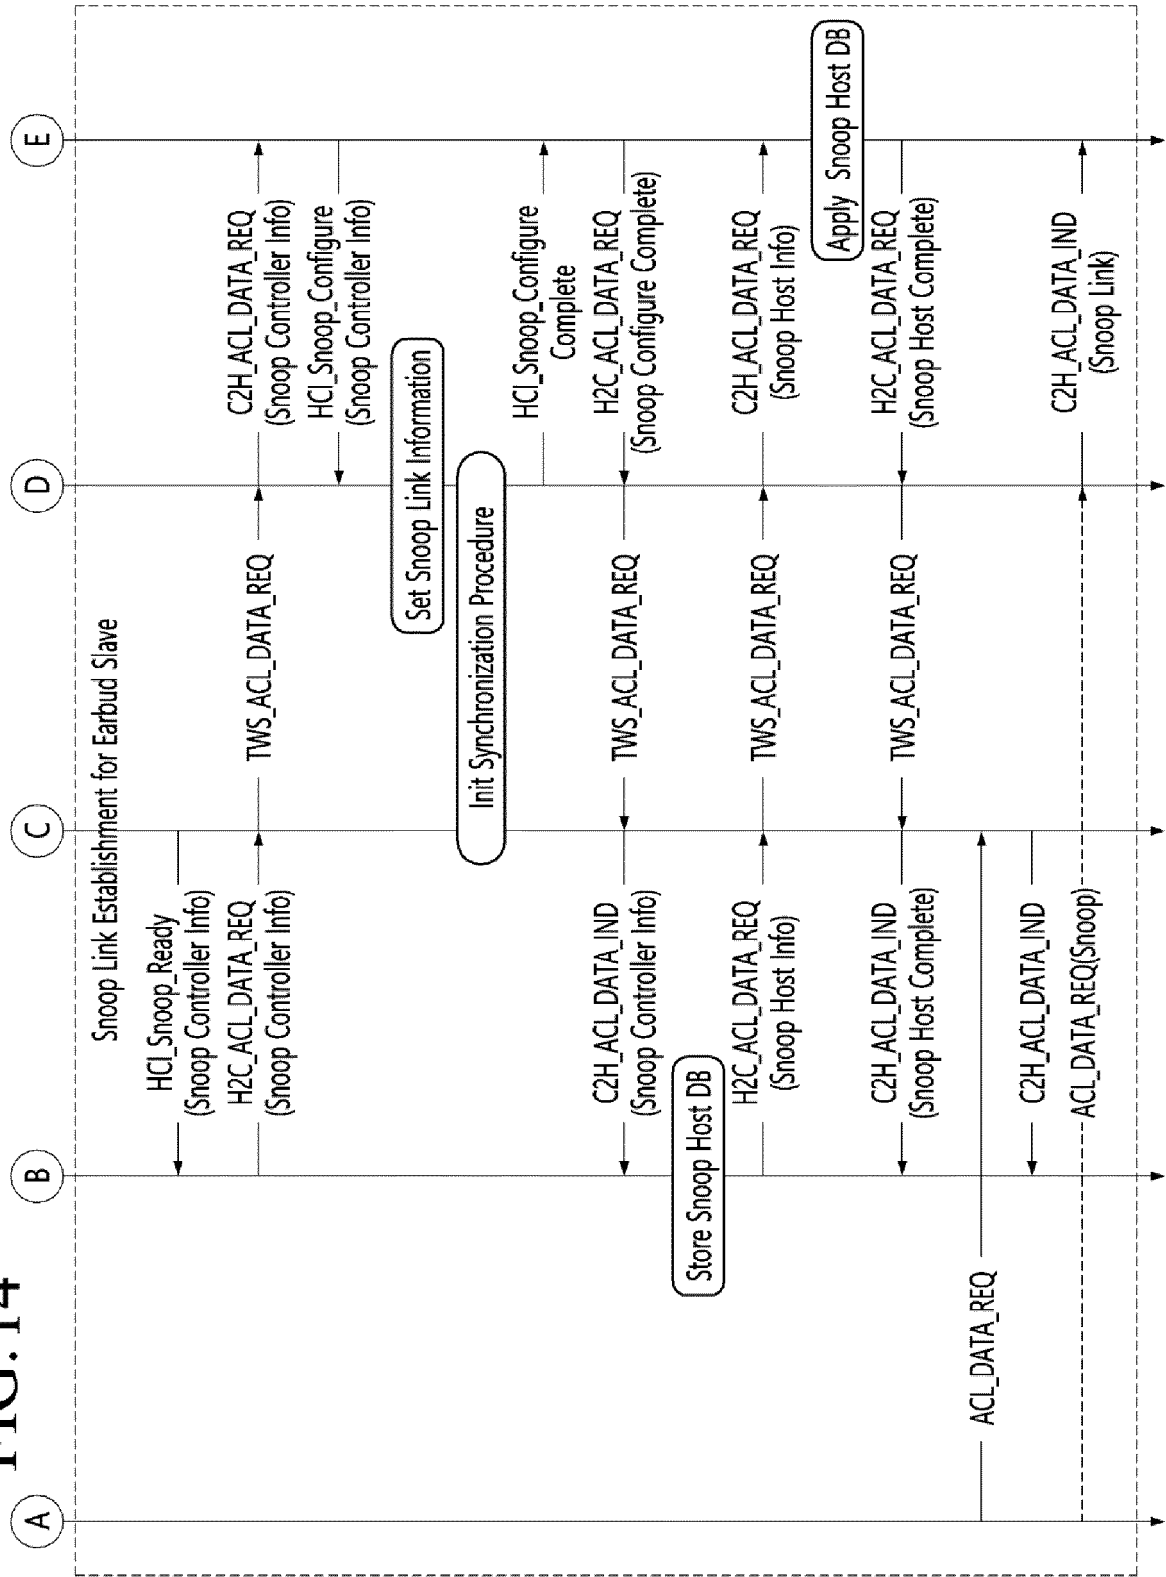 FIG. 14
A
B
C
D
E
Snoop Link Establishment for Earbud Slave
HCI_Snoop_Ready
(Snoop Controller Info)
H2C_ACL_DATA_REQ
(Snoop Controller Info)
TWS_ACL_DATA_REQ
C2H_ACL_DATA_REQ
(Snoop Controller Info)
HCI_Snoop_Configure
(Snoop Controller Info)
Set Snoop Link Information
Init Synchronization Procedure
HCI_Snoop_Configure
Complete
H2C_ACL_DATA_REQ
(Snoop Configure Complete)
TWS_ACL_DATA_REQ
C2H_ACL_DATA_IND
(Snoop Controller Info)
Store Snoop Host DB
H2C_ACL_DATA_REQ
(Snoop Host Info)
TWS_ACL_DATA_REQ
C2H_ACL_DATA_REQ
(Snoop Host Info)
Apply Snoop Host DB
H2C_ACL_DATA_REQ
(Snoop Host Complete)
TWS_ACL_DATA_REQ
C2H_ACL_DATA_IND
(Snoop Host Complete)
ACL_DATA_REQ
C2H_ACL_DATA_IND
ACL_DATA_REQ(Snoop)
C2H_ACL_DATA_IND
(Snoop Link)